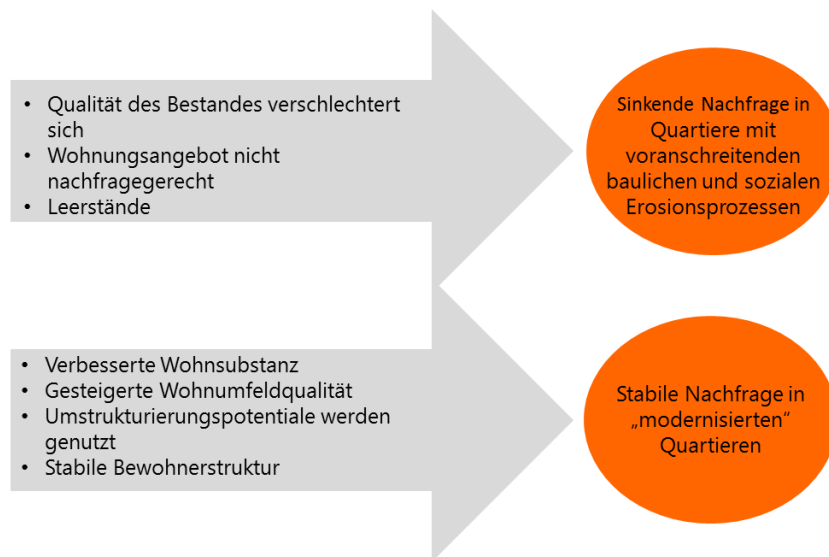 • Qualität des Bestandes verschlechtert
sich
• Wohnungsangebot nicht
nachfragegerecht
• Leerstände
Sinkende Nachfrage in
Quartiere mit
voranschreitenden
baulichen und sozialen
Erosionsprozessen
• Verbesserte Wohnsubstanz
• Gesteigerte Wohnumfeldqualität
• Umstrukturierungspotentiale werden
genutzt
• Stabile Bewohnerstruktur
Stabile Nachfrage in
„modernisierten“
Quartieren